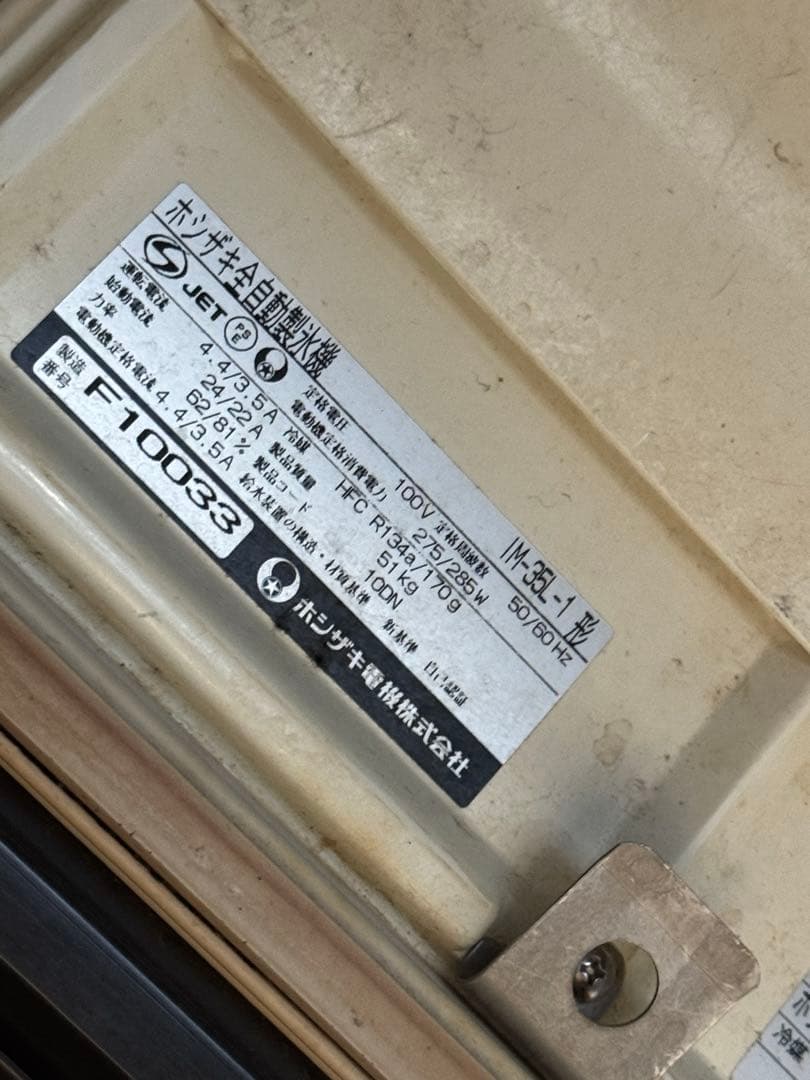 ホシザキ全自動製氷機 IM-35L-1 形
JET PSE
定格電圧 100V 定格周波数 50/60Hz
運転電流 4.4/3.5A 電動機定格消費電力 275/285W
始動電流 24/22A 冷媒 HFC R134a/170g
力率 62/81% 製品質量 51kg
電動機定格電流 4.4/3.5A 製品コード 10DN
給水装置の構造・材質基準 新基準 自己認証
製造番号 F10033 ホシザキ電機株式会社
ホ
冷媒